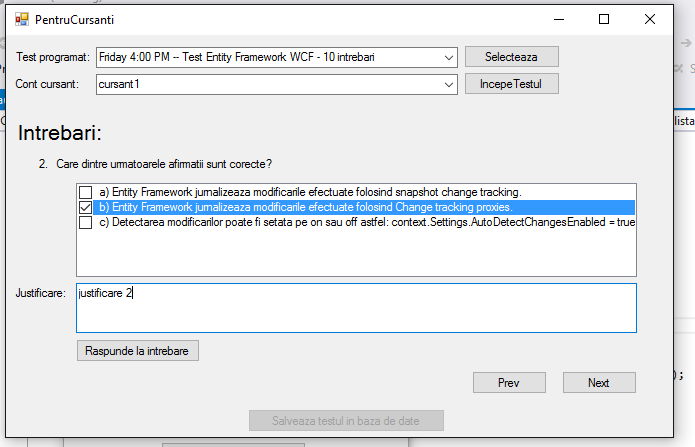 PentruCursanti
Test programat: Friday 4:00 PM -- Test Entity Framework WCF - 10 intrebari Selecteaza
Cont cursant: cursant1 Incepe Testul
Intrebari:
2. Care dintre urmatoarele afirmatii sunt corecte?
a) Entity Framework jurnalizeaza modificarile efectuate folosind snapshot change tracking.
b) Entity Framework jurnalizeaza modificarile efectuate folosind Change tracking proxies.
c) Detectarea modificarilor poate fi setata pe on sau off astfel: context.Settings.AutoDetectChangesEnabled = true
Justificare: justificare 2
Raspunde la intrebare
Prev Next
Salveaza testul in baza de date
lista
);